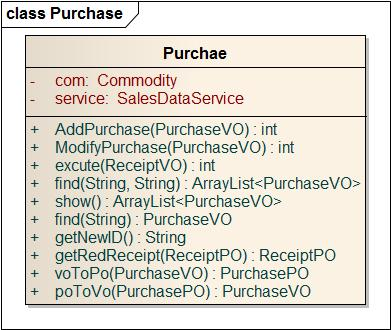 class Purchase
Purchae
- com: Commodity
- service: SalesDataService
+ AddPurchase(PurchaseVO) : int
+ ModifyPurchase(PurchaseVO) : int
+ excute(ReceiptVO) : int
+ find(String, String) : ArrayList<PurchaseVO>
+ show() : ArrayList<PurchaseVO>
+ find(String) : PurchaseVO
+ getNewID() : String
+ getRedReceipt(ReceiptPO) : ReceiptPO
+ voToPo(PurchaseVO) : PurchasePO
+ poToVo(PurchasePO) : PurchaseVO